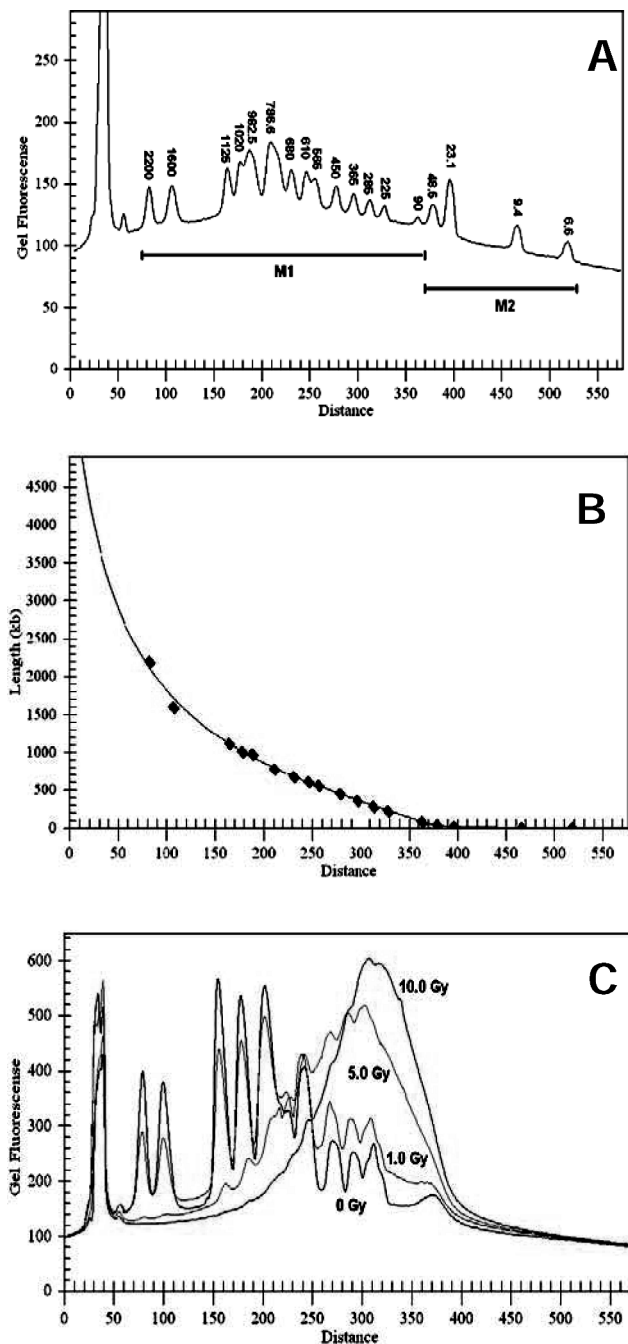 A
Gel Fluorescense
250
200
150
100
50
0
2200
1600
1125
1020
982.5
786.5
680
610
565
450
365
285
225
90
48.5
23.1
9.4
6.6
M1
M2
0 50 100 150 200 250 300 350 400 450 500 550
Distance
B
Length (kb)
4500
4000
3500
3000
2500
2000
1500
1000
500
0
0 50 100 150 200 250 300 350 400 450 500 550
Distance
C
Gel Fluorescense
600
500
400
300
200
100
0
10.0 Gy
5.0 Gy
1.0 Gy
0 Gy
0 50 100 150 200 250 300 350 400 450 500 550
Distance